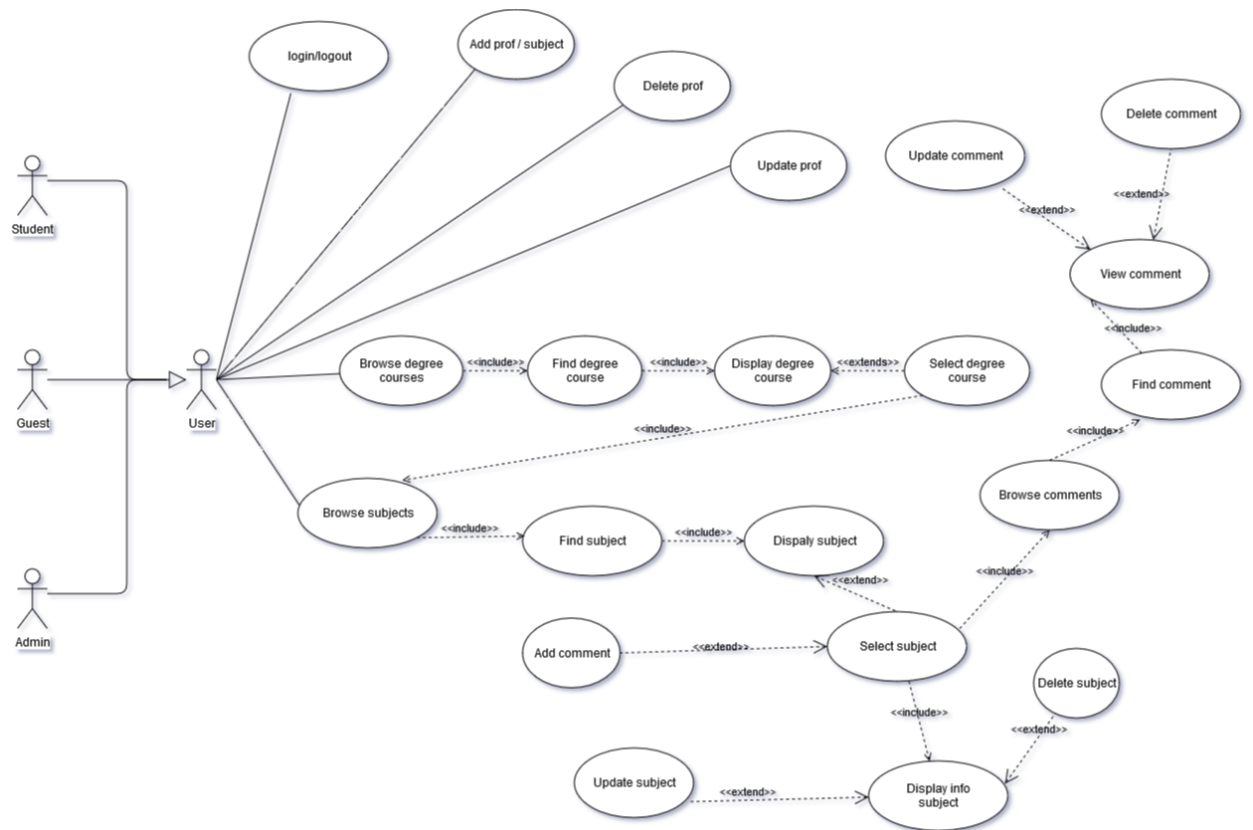 login/logout
Add prof / subject
Delete prof
Update prof
Delete comment
Update comment
<<extend>>
<<extend>>
Student
View comment
<<include>>
Browse degree
courses
<<include>>
Find degree
course
<<include>>
Display degree
course
<<extends>>
Select degree
course
Find comment
Guest
User
<<include>>
<<include>>
Browse comments
Browse subjects
<<include>>
Find subject
<<include>>
Dispaly subject
<<extend>>
<<include>>
Admin
Add comment
<<extend>>
Select subject
Delete subject
<<include>>
<<extend>>
Update subject
<<extend>>
Display info
subject